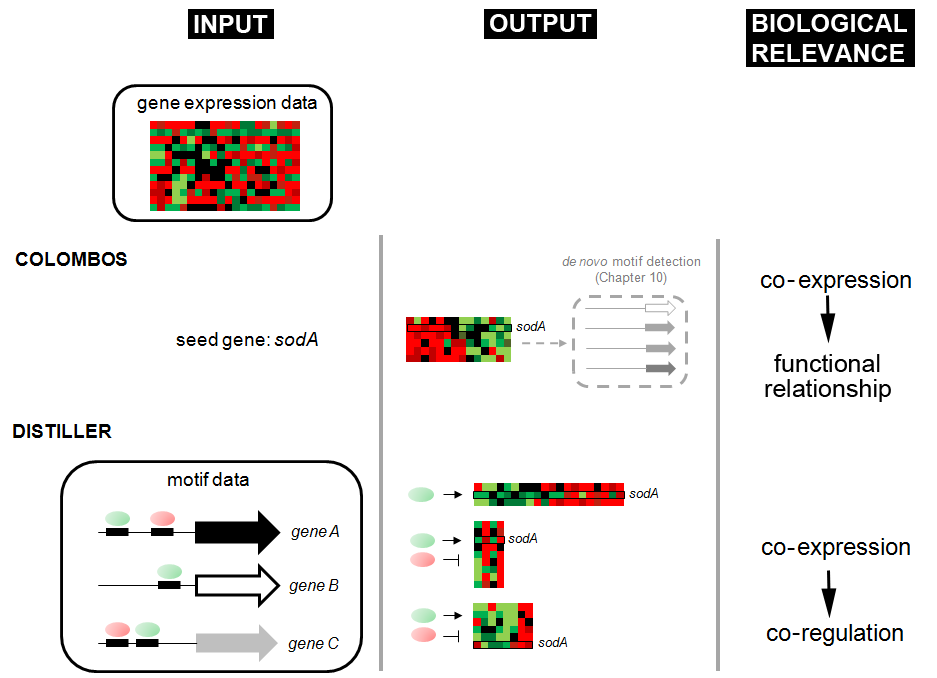 INPUT
OUTPUT
BIOLOGICAL
RELEVANCE
gene expression data
COLOMBOS
seed gene: sodA
sodA
de novo motif detection
(Chapter 10)
co-expression
functional
relationship
DISTILLER
motif data
gene A
gene B
gene C
sodA
sodA
sodA
co-expression
co-regulation